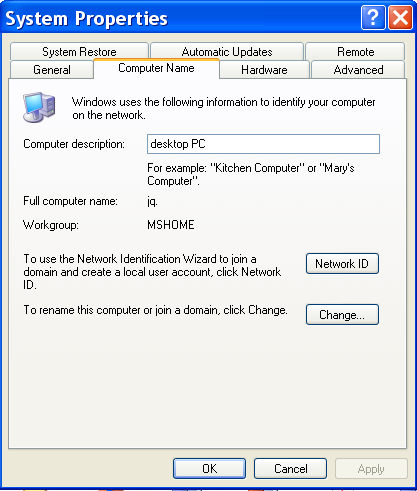 System Properties
System Restore Automatic Updates Remote
General Computer Name Hardware Advanced
Windows uses the following information to identify your computer
on the network.
Computer description: desktop PC
For example: "Kitchen Computer" or "Mary's
Computer".
Full computer name: jq.
Workgroup: MSHOME
To use the Network Identification Wizard to join a
domain and create a local user account, click Network
ID.
Network ID
To rename this computer or join a domain, click Change.
Change...
OK Cancel Apply